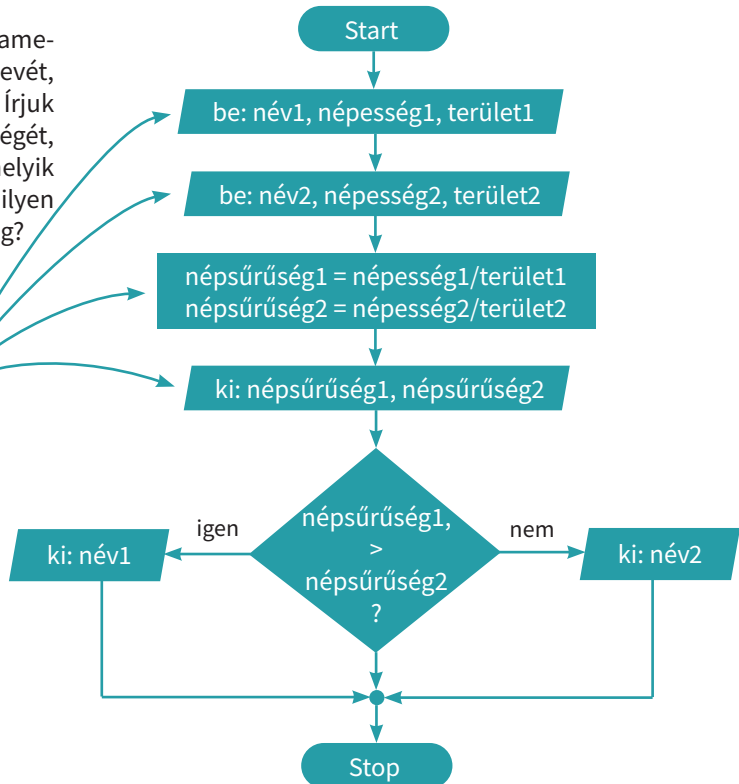 ame-
evét,
Írjuk
égét,
elyik
ilyen
g?
Start
be: név1, népesség1, terület1
be: név2, népesség2, terület2
népsűrűség1 = népesség1/terület1
népsűrűség2 = népesség2/terület2
ki: népsűrűség1, népsűrűség2
népsűrűség1,
>
népsűrűség2
?
igen
nem
ki: név1
ki: név2
Stop